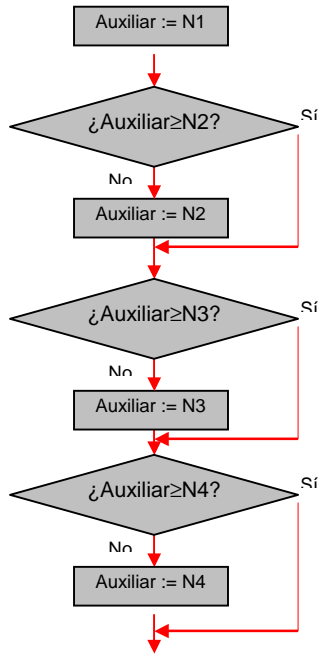 Auxiliar := N1
¿Auxiliar≥N2?
Sí
No
Auxiliar := N2
¿Auxiliar≥N3?
Sí
No
Auxiliar := N3
¿Auxiliar≥N4?
Sí
No
Auxiliar := N4